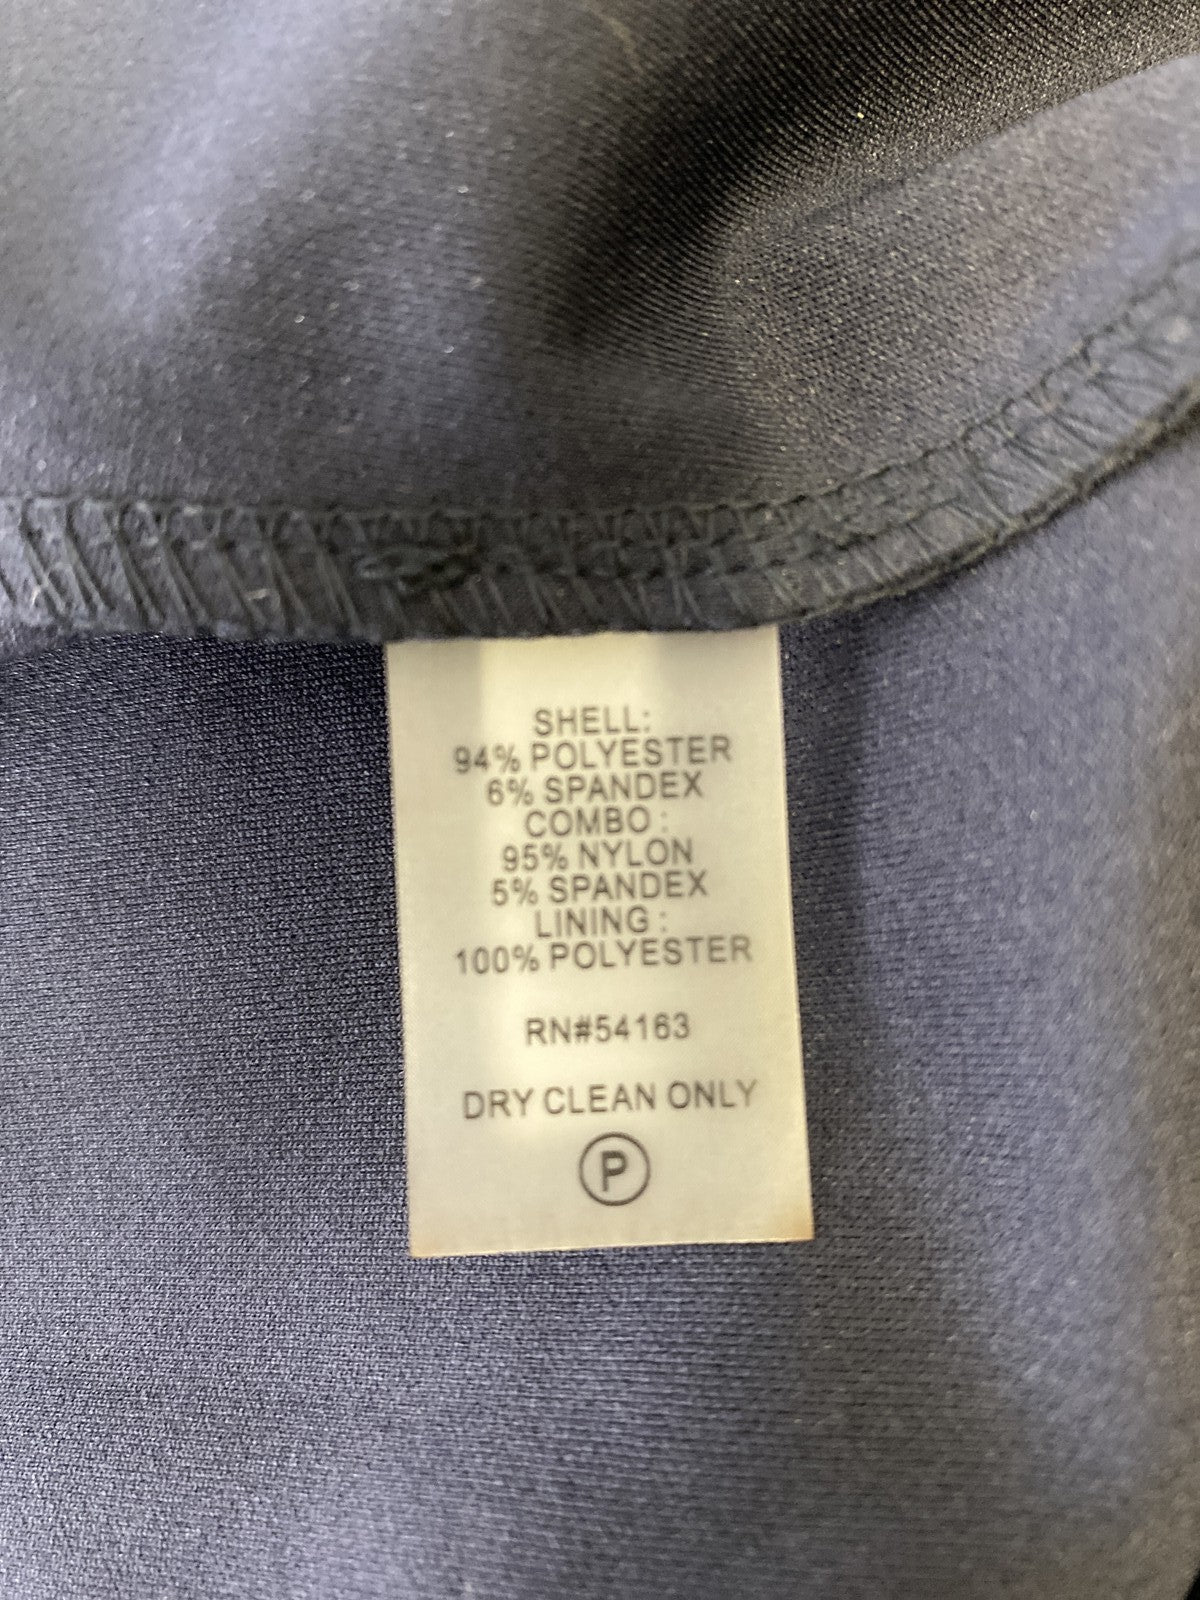 SHELL:
94% POLYESTER
6% SPANDEX
COMBO :
95% NYLON
5% SPANDEX
LINING :
100% POLYESTER
RN#54163
DRY CLEAN ONLY
P